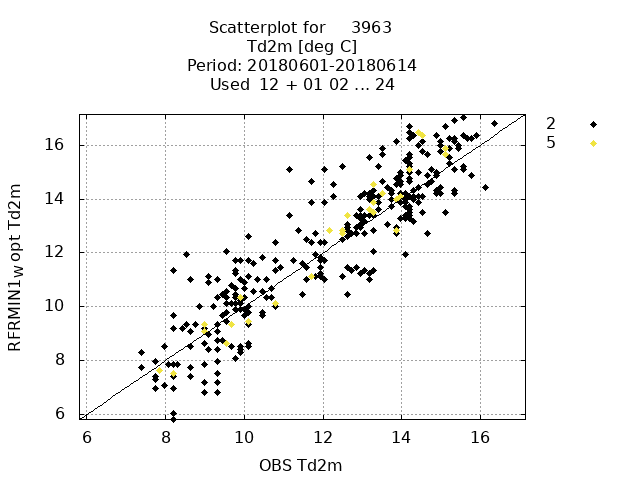 Scatterplot for 3963
Td2m [deg C]
Period: 20180601-20180614
Used 12 + 01 02 ... 24
2
5
RFRMIN1W opt Td2m
16
14
12
10
8
6
6 8 10 12 14 16
OBS Td2m